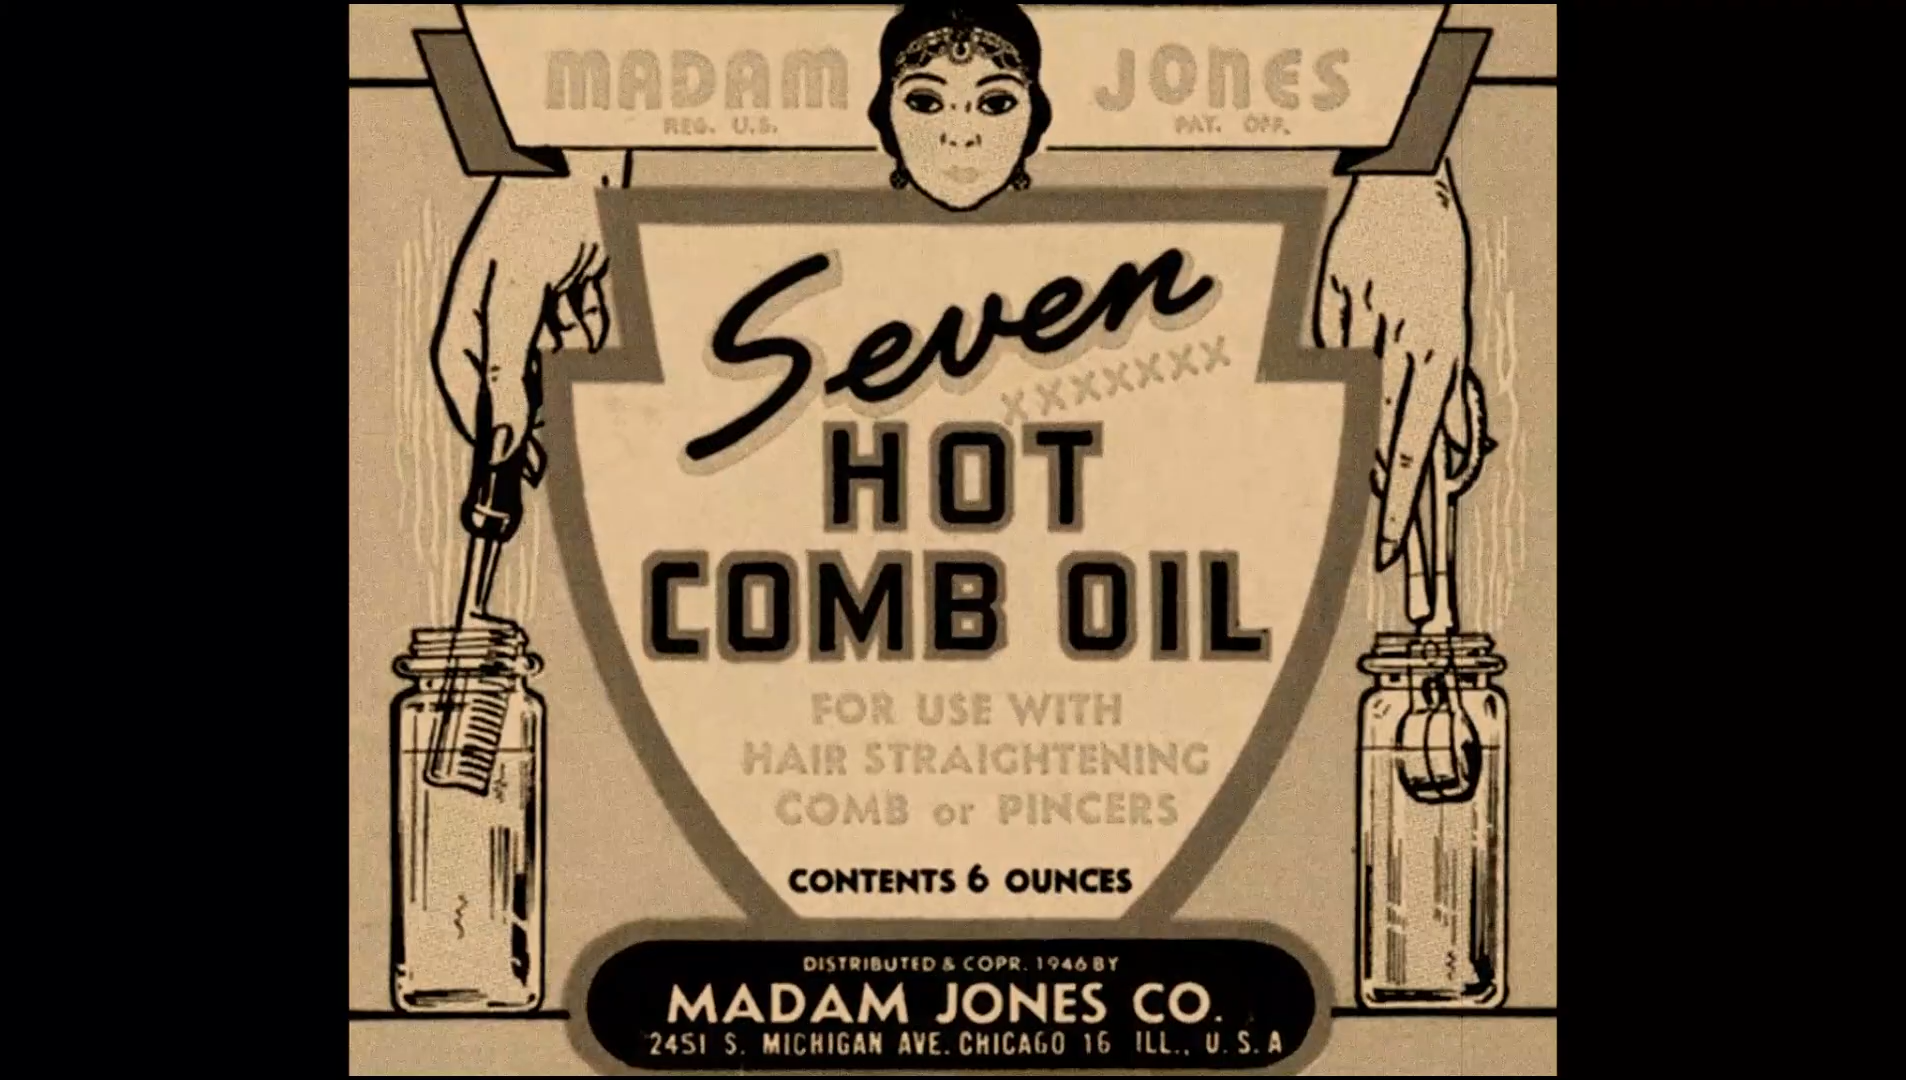 MADAM JONES
REG. U.S. PAT. OFF.
Seven
XXXXXXX
HOT
COMB OIL
FOR USE WITH
HAIR STRAIGHTENING
COMB or PINCERS
CONTENTS 6 OUNCES
DISTRIBUTED & COPR. 1946 BY
MADAM JONES CO.
2451 S. MICHIGAN AVE. CHICAGO 16 ILL., U.S.A